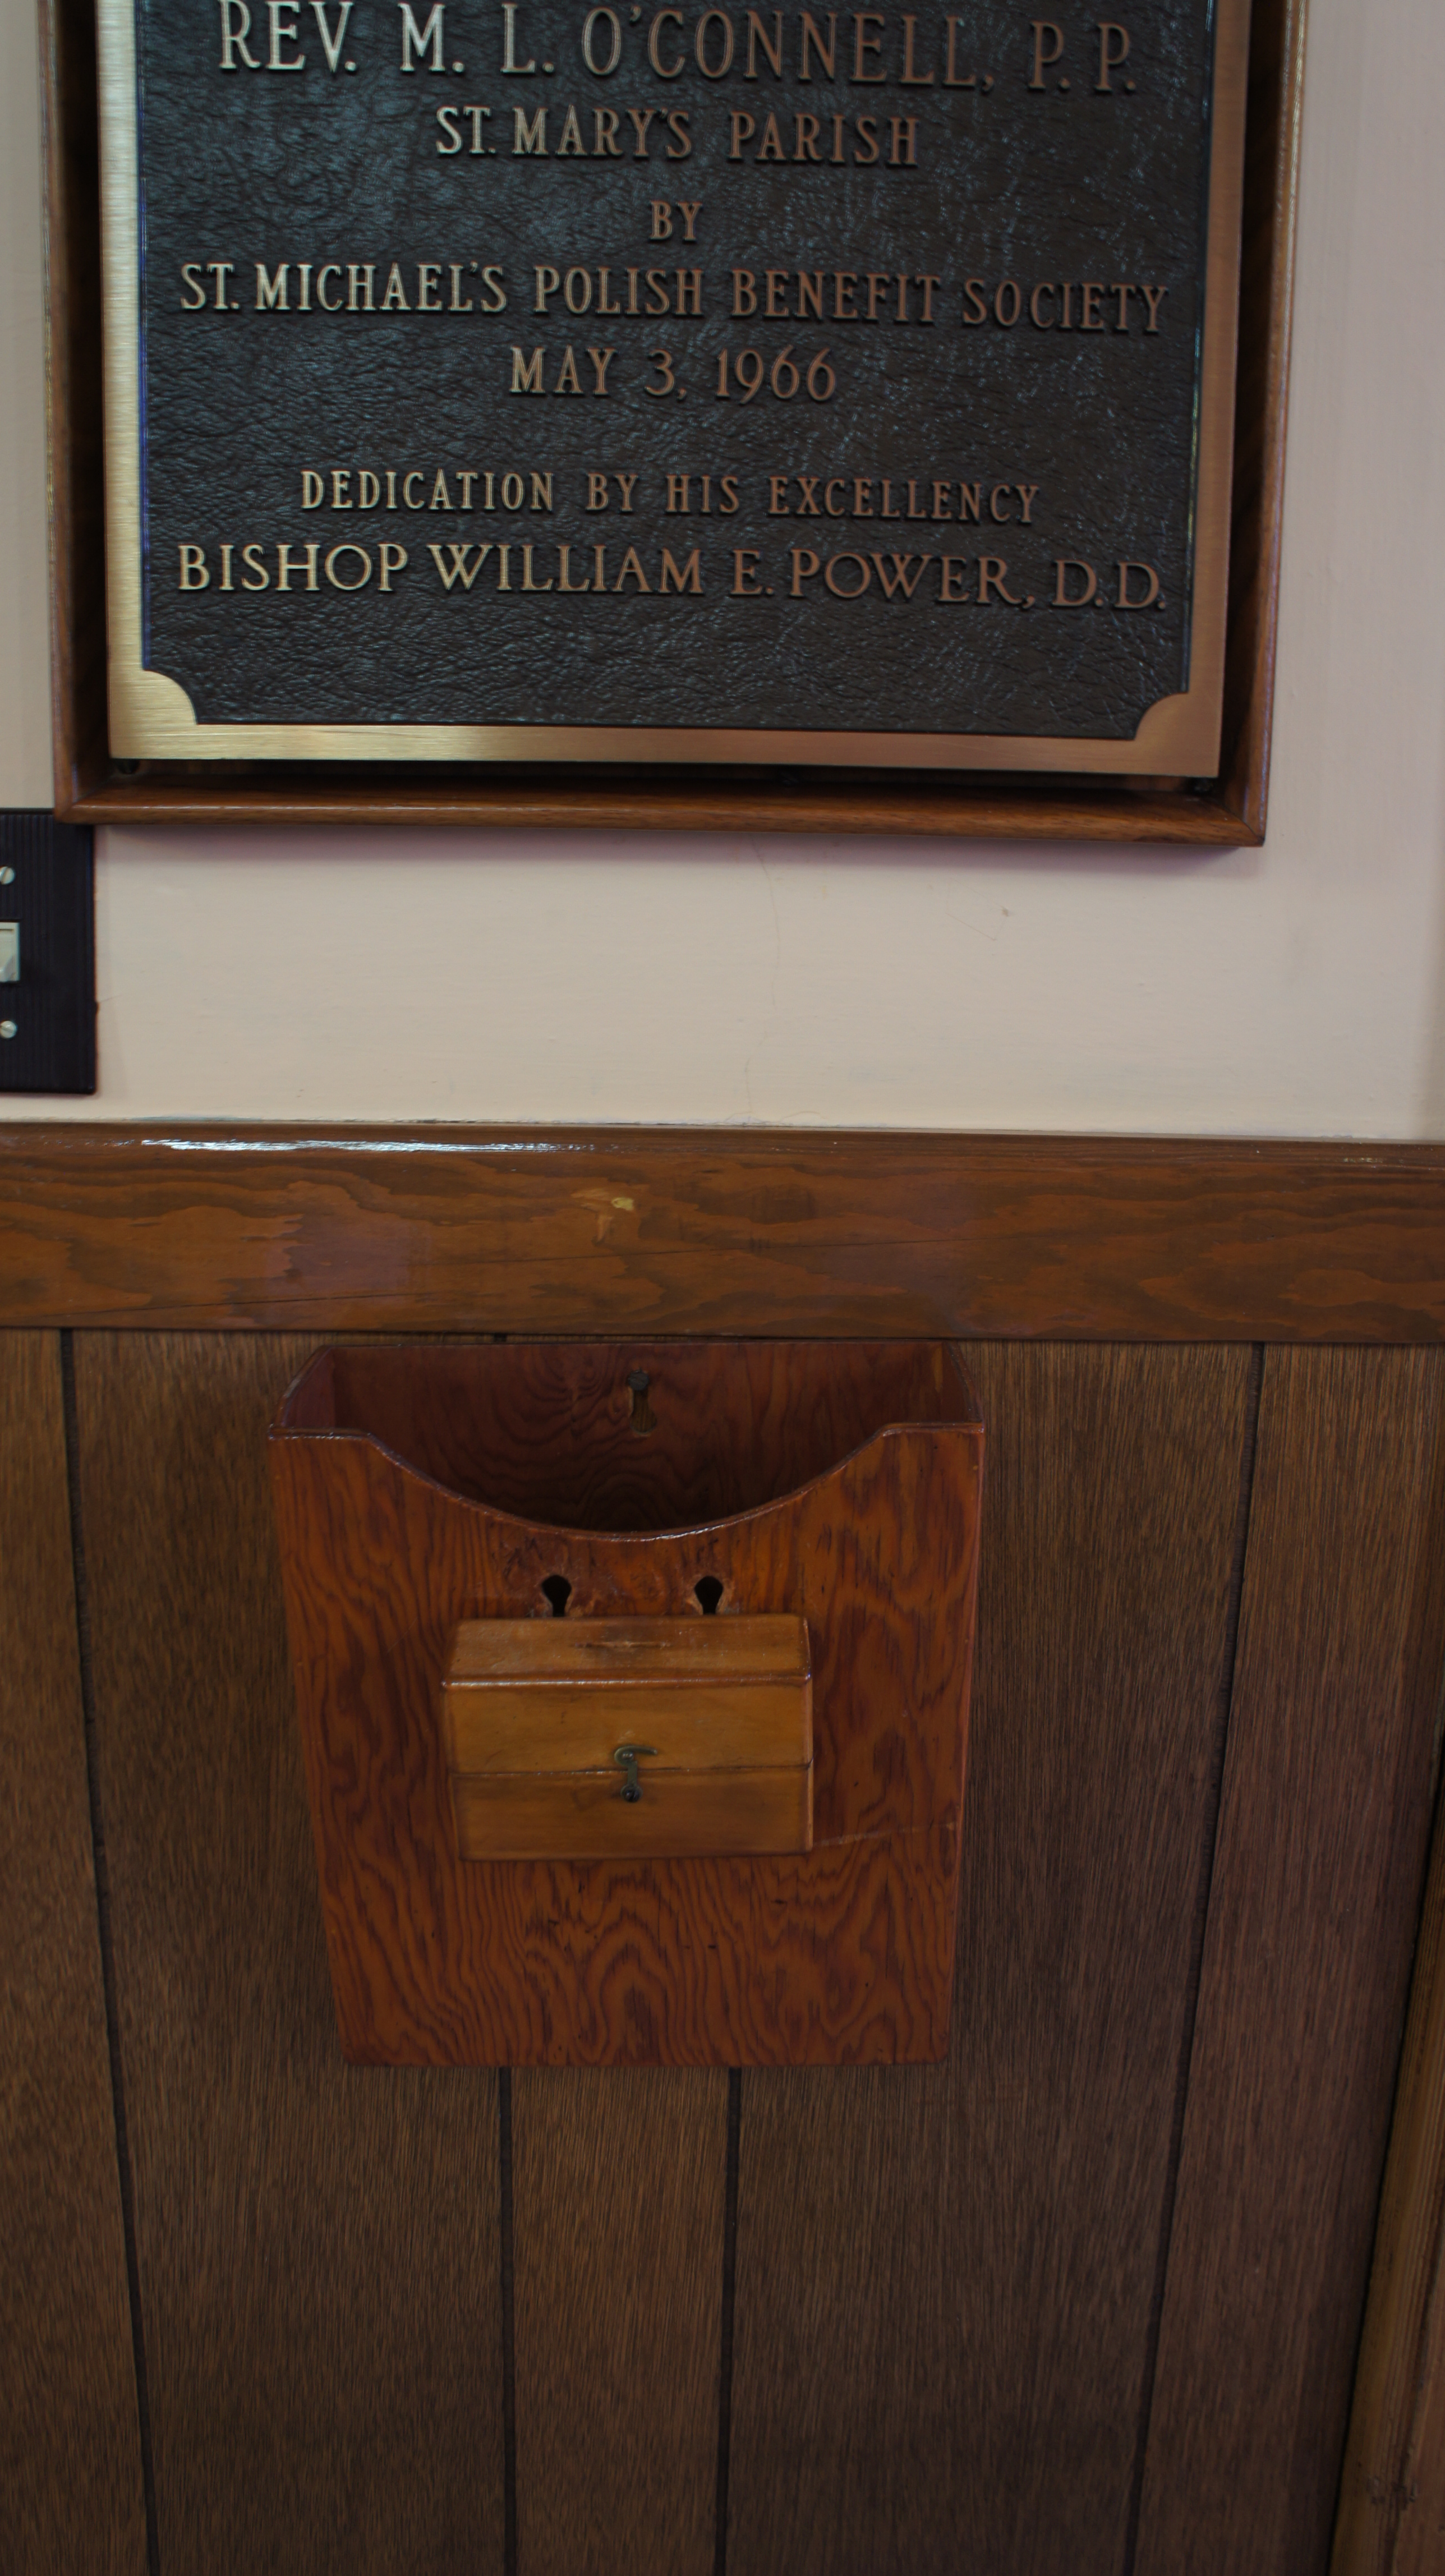 REV. M. L. O'CONNELL, P. P.
ST. MARY'S PARISH
BY
ST. MICHAEL'S POLISH BENEFIT SOCIETY
MAY 3, 1966
DEDICATION BY HIS EXCELLENCY
BISHOP WILLIAM E. POWER, D.D.